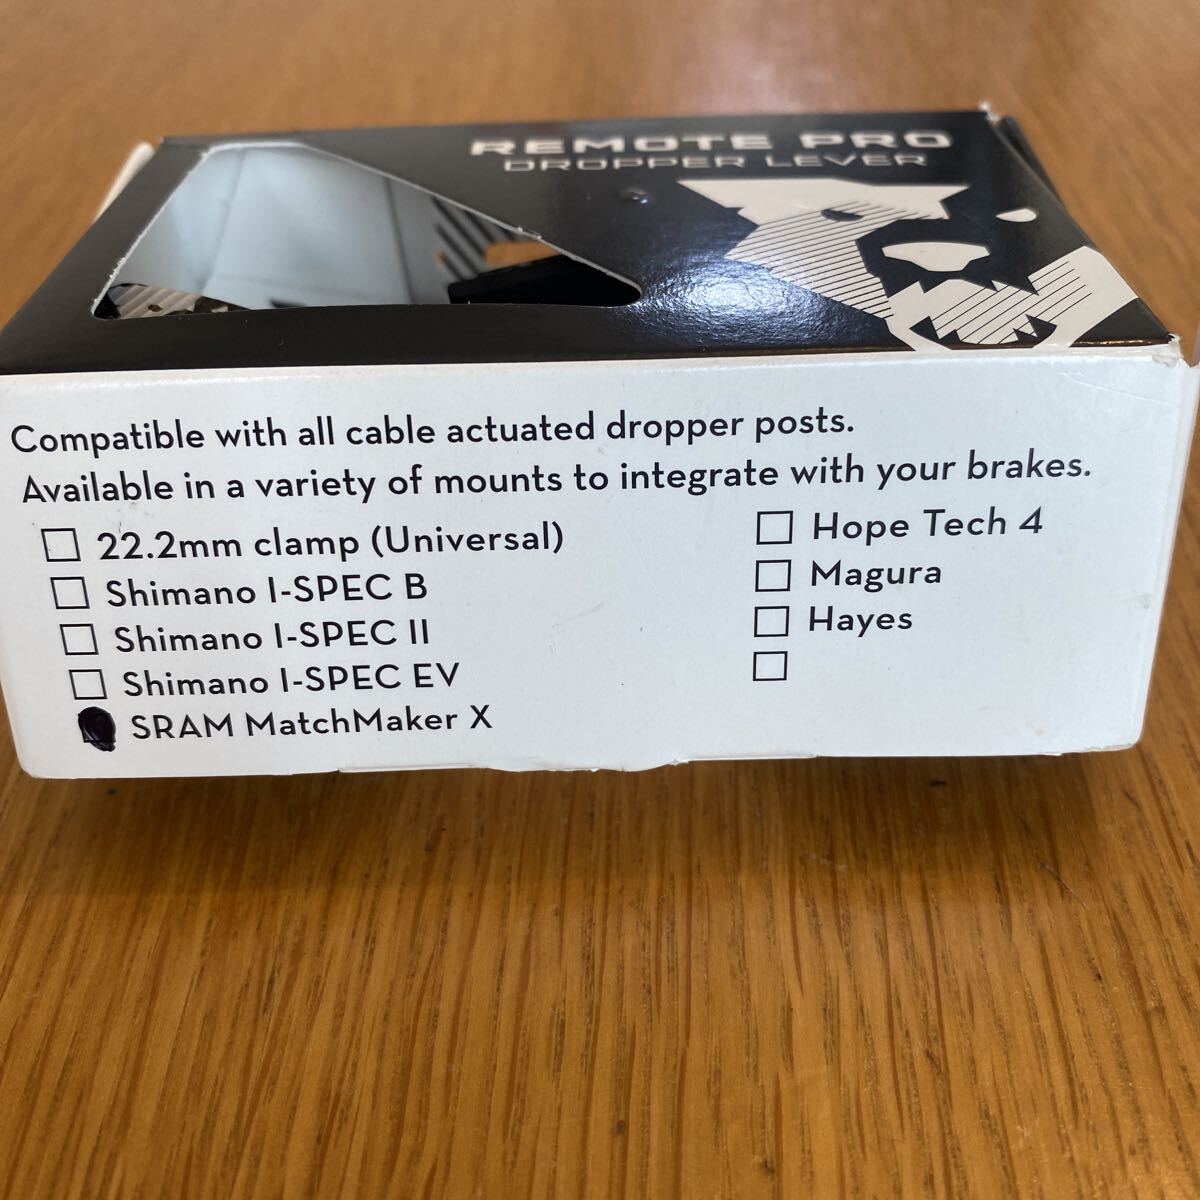 REMOTE PRO
DROPPER LEVER
Compatible with all cable actuated dropper posts.
Available in a variety of mounts to integrate with your brakes.
22.2mm clamp (Universal)
Shimano I-SPEC B
Shimano I-SPEC II
Shimano I-SPEC EV
SRAM MatchMaker X
Hope Tech 4
Magura
Hayes